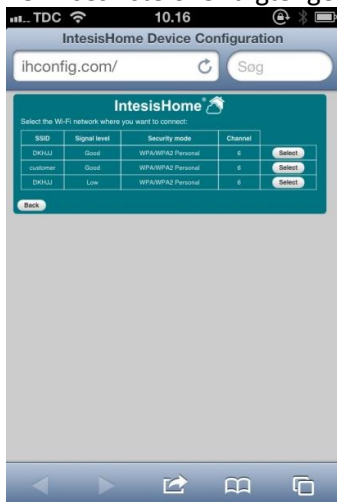 TDC 10.16
IntesisHome Device Configuration
ihconfig.com/ Søg
IntesisHome®
Select the Wi-Fi network where you want to connect:
SSID Signal level Security mode Channel
DKHJJ Good WPA/WPA2 Personal 6 Select
customer Good WPA/WPA2 Personal 6 Select
DKHJJ Low WPA/WPA2 Personal 6 Select
Back